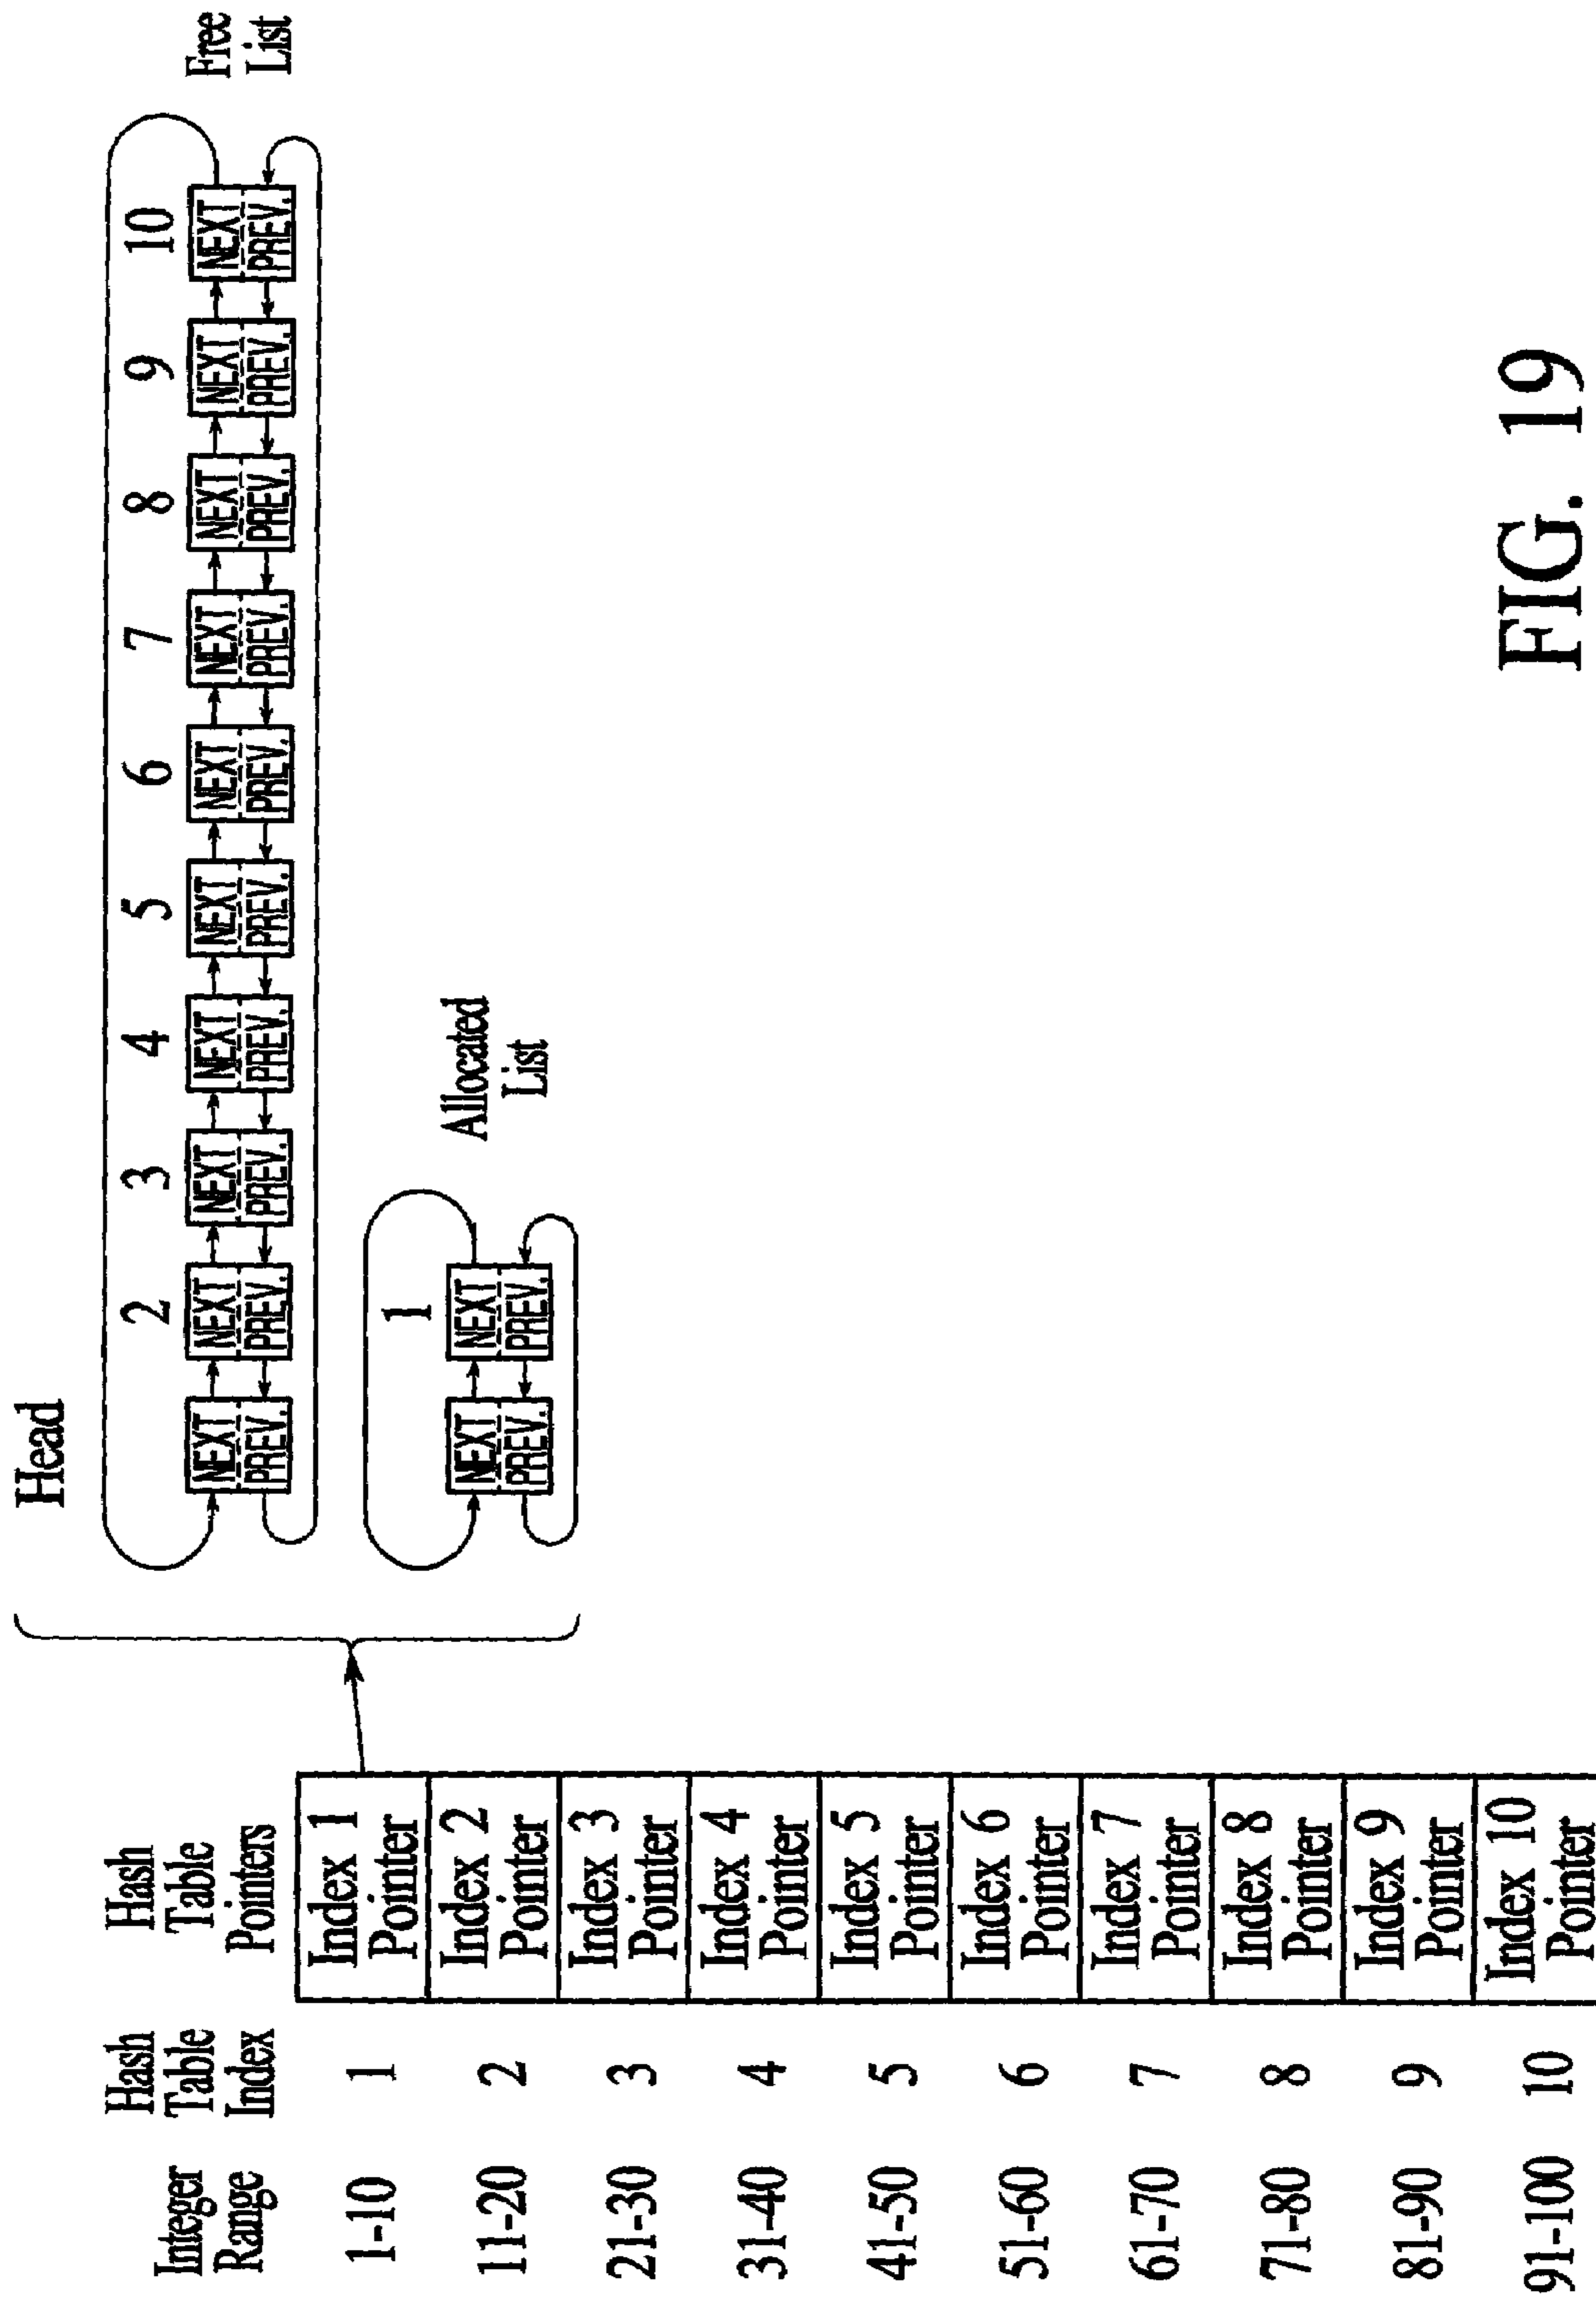 Head
2 3 4 5 6 7 8 9 10
NEXT NEXT NEXT NEXT NEXT NEXT NEXT NEXT NEXT NEXT
PREV. PREV. PREV. PREV. PREV. PREV. PREV. PREV. PREV. PREV.
Free
List
1
NEXT NEXT
PREV. PREV.
Allocated
List
Integer
Range
Hash
Table
Index
Hash
Table
Pointers
1-10 1 Index 1
Pointer
11-20 2 Index 2
Pointer
21-30 3 Index 3
Pointer
31-40 4 Index 4
Pointer
41-50 5 Index 5
Pointer
51-60 6 Index 6
Pointer
61-70 7 Index 7
Pointer
71-80 8 Index 8
Pointer
81-90 9 Index 9
Pointer
91-100 10 Index 10
Pointer
FIG. 19